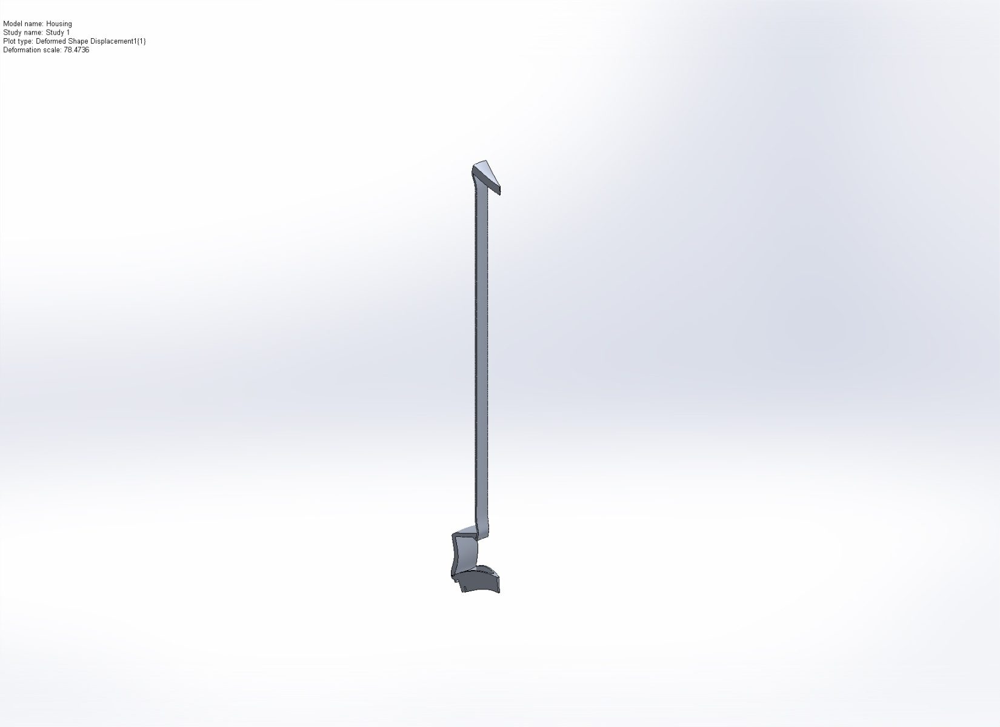 Model name: Housing
Study name: Study 1
Plot type: Deformed Shape Displacement1{1}
Deformation scale: 78.4736